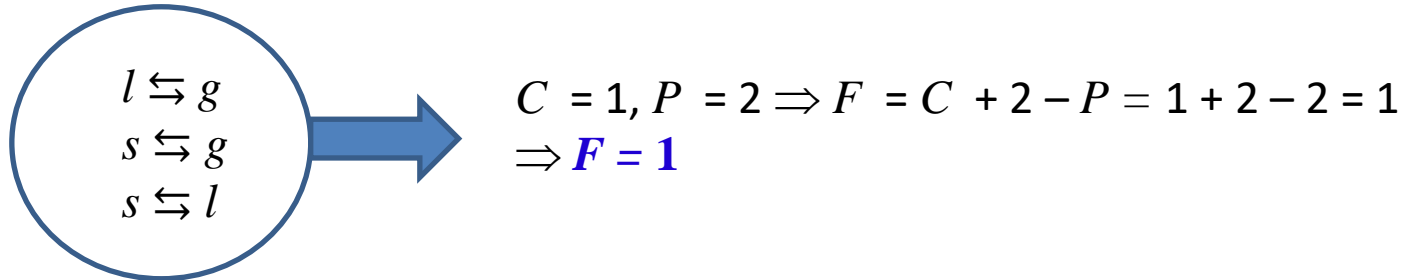 l ⇆ g
s ⇆ g
s ⇆ l
C = 1, P = 2 ⇒ F = C + 2 – P = 1 + 2 – 2 = 1
⇒ F = 1